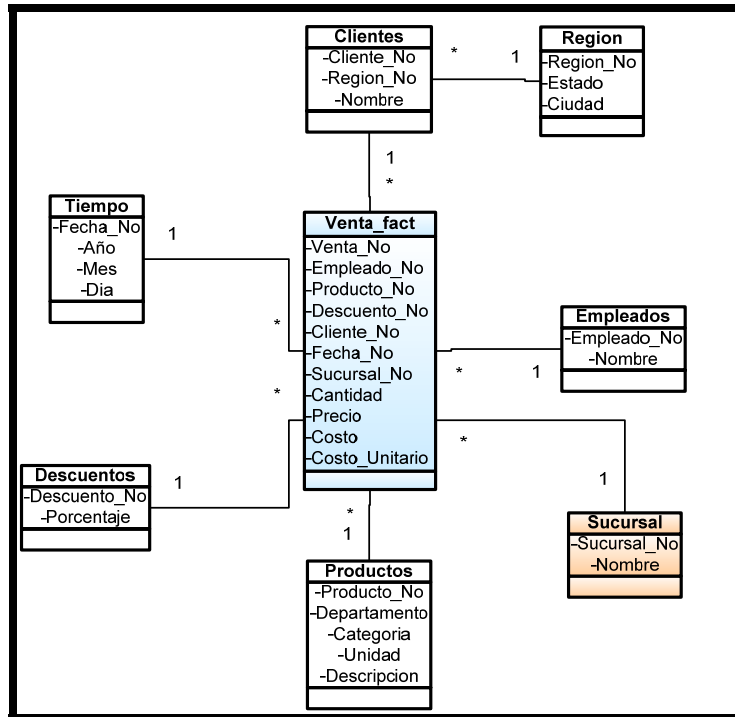 Clientes
-Cliente_No
-Region_No
-Nombre
*
1
Region
-Region_No
-Estado
-Ciudad
1
*
Tiempo
-Fecha_No
-Año
-Mes
-Dia
1
*
Venta_fact
-Venta_No
-Empleado_No
-Producto_No
-Descuento_No
-Cliente_No
-Fecha_No
-Sucursal_No
-Cantidad
-Precio
-Costo
-Costo_Unitario
Empleados
-Empleado_No
-Nombre
*
1
*
1
Descuentos
-Descuento_No
-Porcentaje
*
1
Sucursal
-Sucursal_No
-Nombre
*
1
Productos
-Producto_No
-Departamento
-Categoria
-Unidad
-Descripcion